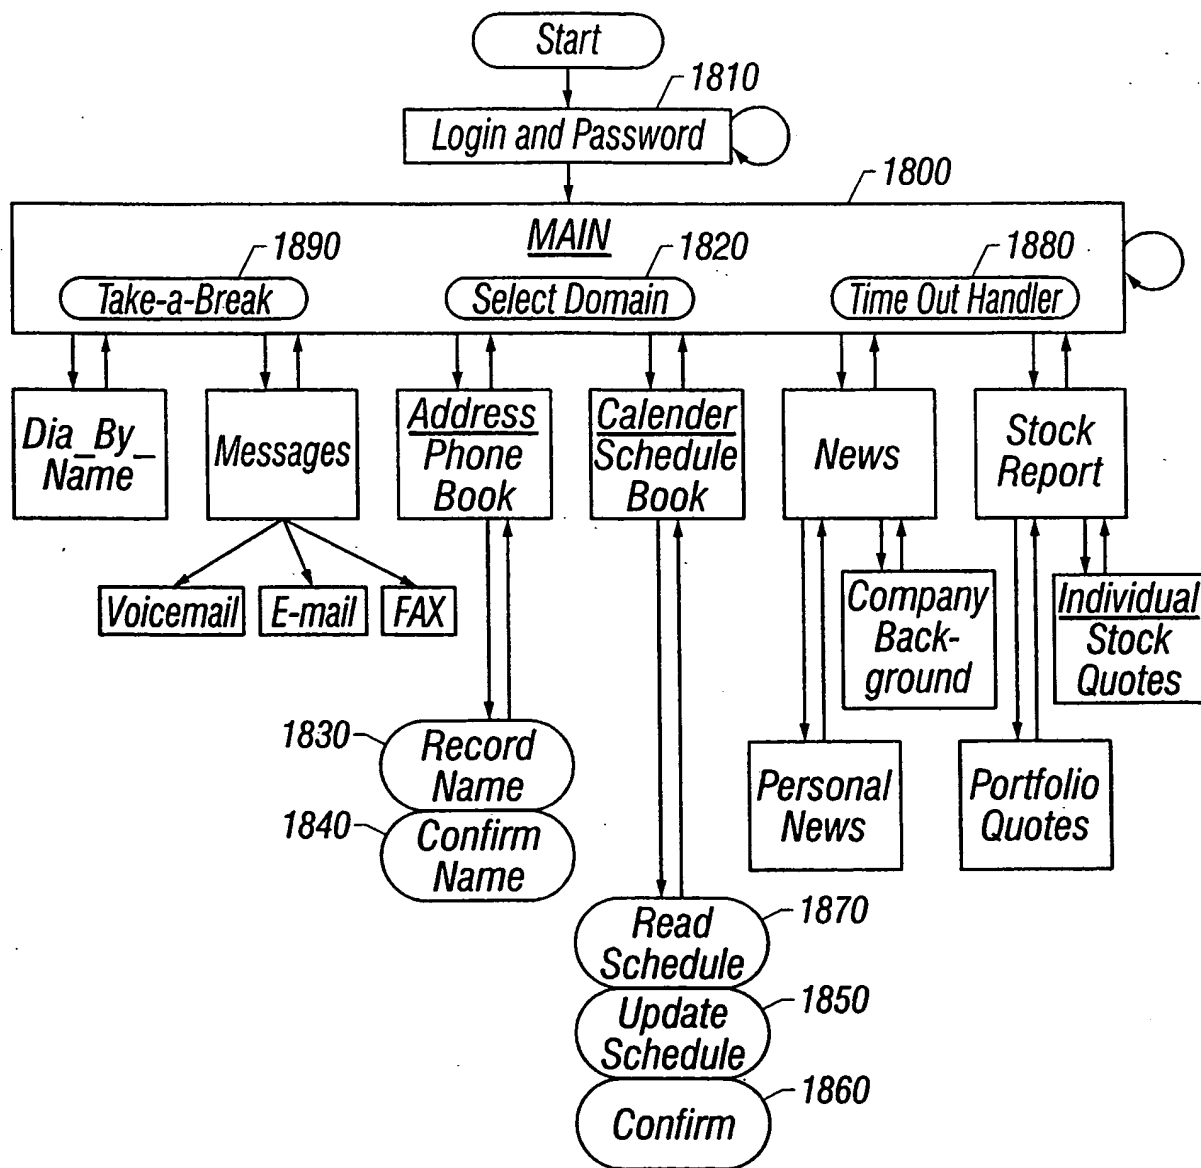 Start
1810
Login and Password
1800
MAIN
1890
1820
1880
Take-a-Break
Select Domain
Time Out Handler
Dia_By_
Name
Messages
Address
Phone
Book
Calender
Schedule
Book
News
Stock
Report
Voicemail
E-mail
FAX
Company
Back-
ground
Individual
Stock
Quotes
1830
Record
Name
1840
Confirm
Name
Personal
News
Portfolio
Quotes
1870
Read
Schedule
1850
Update
Schedule
1860
Confirm